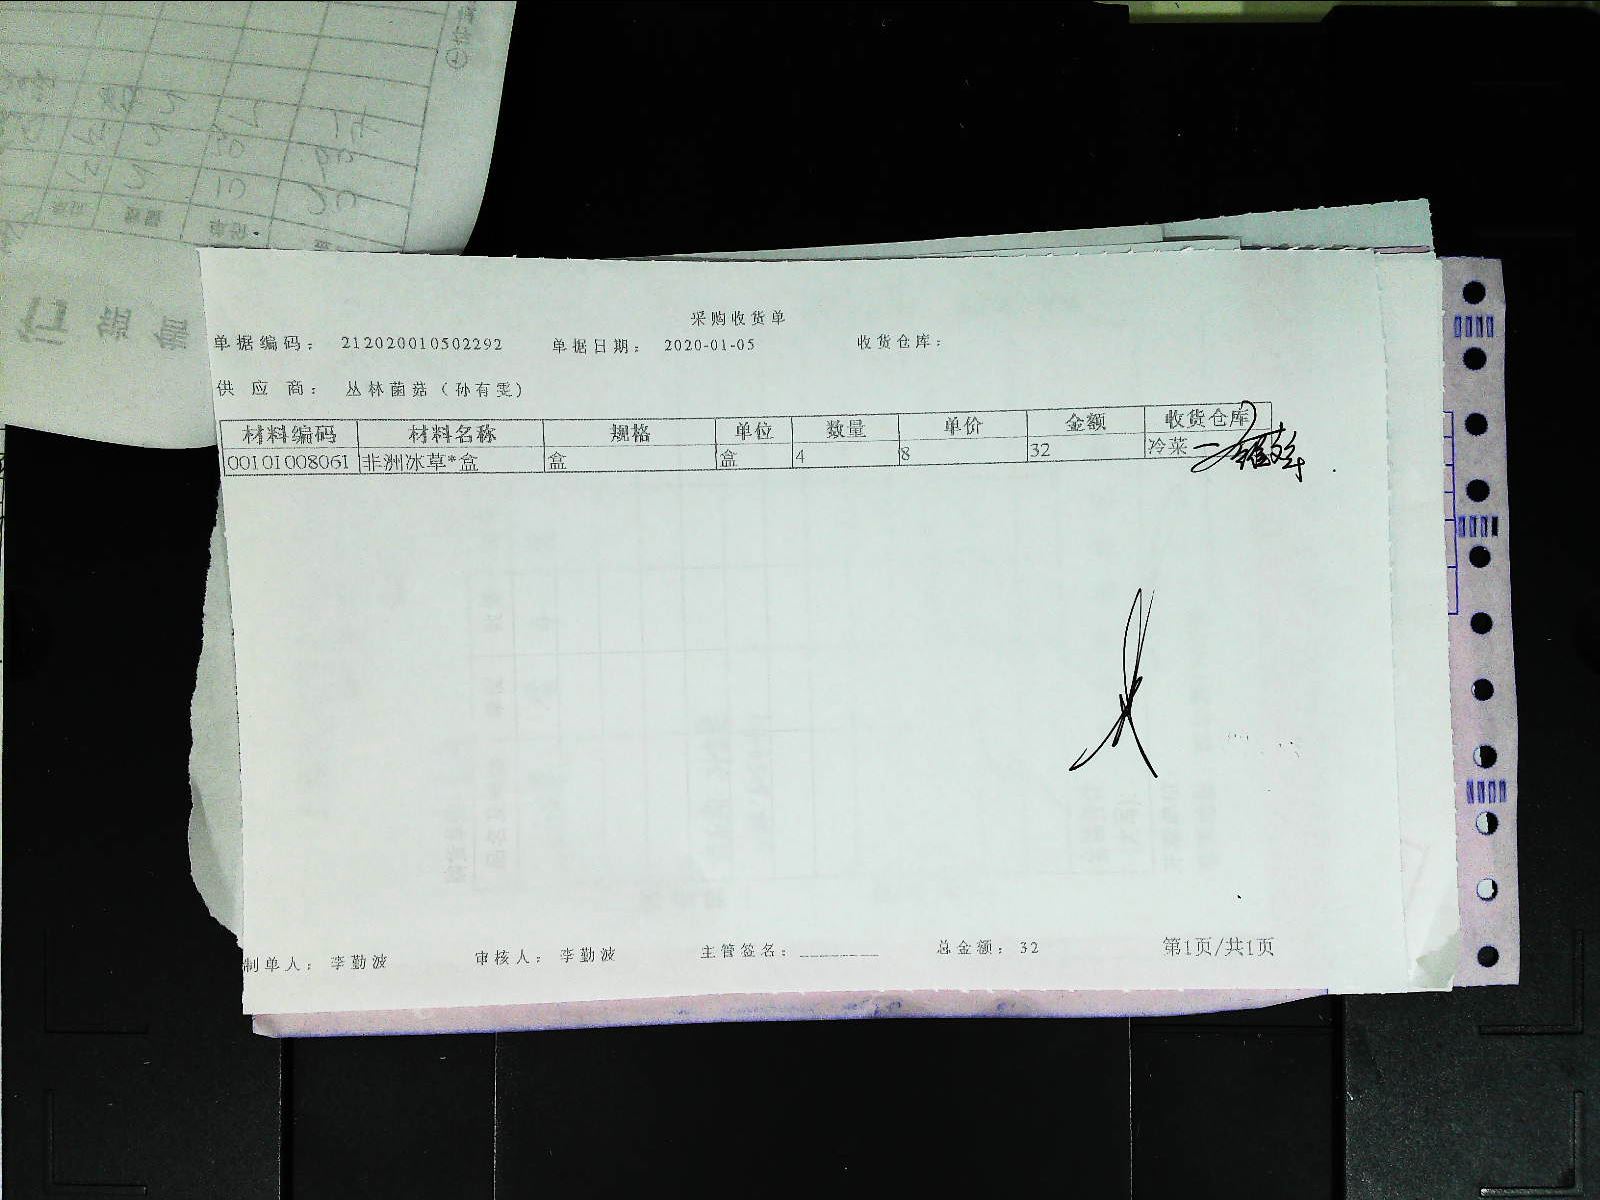 采购收货单
单据编码： 212020010502292 单据日期： 2020-01-05 收货仓库：
供应商： 丛林菌菇（孙有雯）
材料编码 材料名称 规格 单位 数量 单价 金额 收货仓库
00101008061 非洲冰草*盒 盒 盒 4 8 32 冷菜
制单人： 李勤波 审核人： 李勤波 主管签名：________ 总金额： 32 第1页/共1页